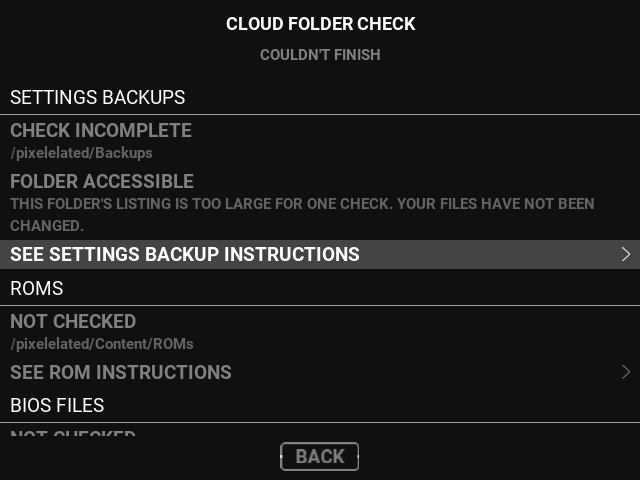 CLOUD FOLDER CHECK
COULDN'T FINISH
SETTINGS BACKUPS
CHECK INCOMPLETE
/pixelelated/Backups
FOLDER ACCESSIBLE
THIS FOLDER'S LISTING IS TOO LARGE FOR ONE CHECK. YOUR FILES HAVE NOT BEEN
CHANGED.
SEE SETTINGS BACKUP INSTRUCTIONS
ROMS
NOT CHECKED
/pixelelated/Content/ROMs
SEE ROM INSTRUCTIONS
BIOS FILES
NOT CHECKED
BACK